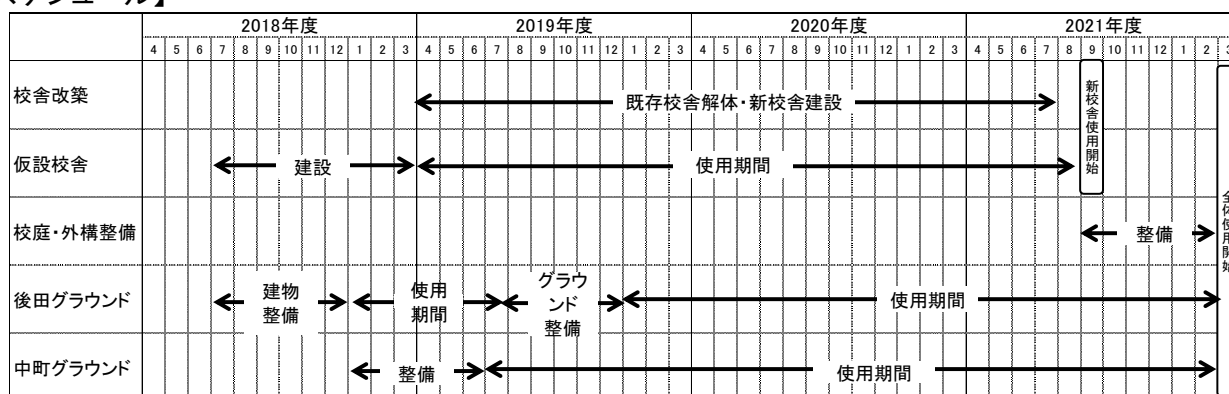 スケジュール】
2018年度 2019年度 2020年度 2021年度
4 5 6 7 8 9 10 11 12 1 2 3 4 5 6 7 8 9 10 11 12 1 2 3 4 5 6 7 8 9 10 11 12 1 2 3 4 5 6 7 8 9 10 11 12 1 2 3
校舎改築
既存校舎解体・新校舎建設
新校舎使用開始
仮設校舎
建設
使用期間
校庭・外構整備
整備
全体使用開始
後田グラウンド
建物
整備
使用
期間
グラウ
ンド
整備
使用期間
中町グラウンド
整備
使用期間